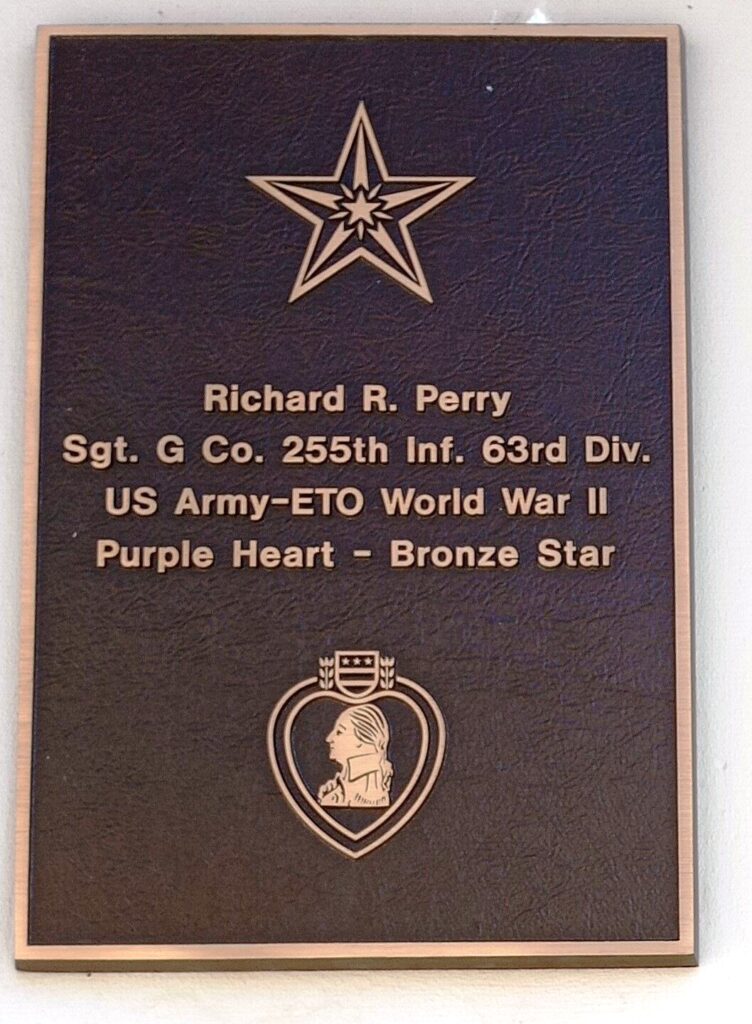 Richard R. Perry
Sgt. G Co. 255th Inf. 63rd Div.
US Army-ETO World War II
Purple Heart - Bronze Star